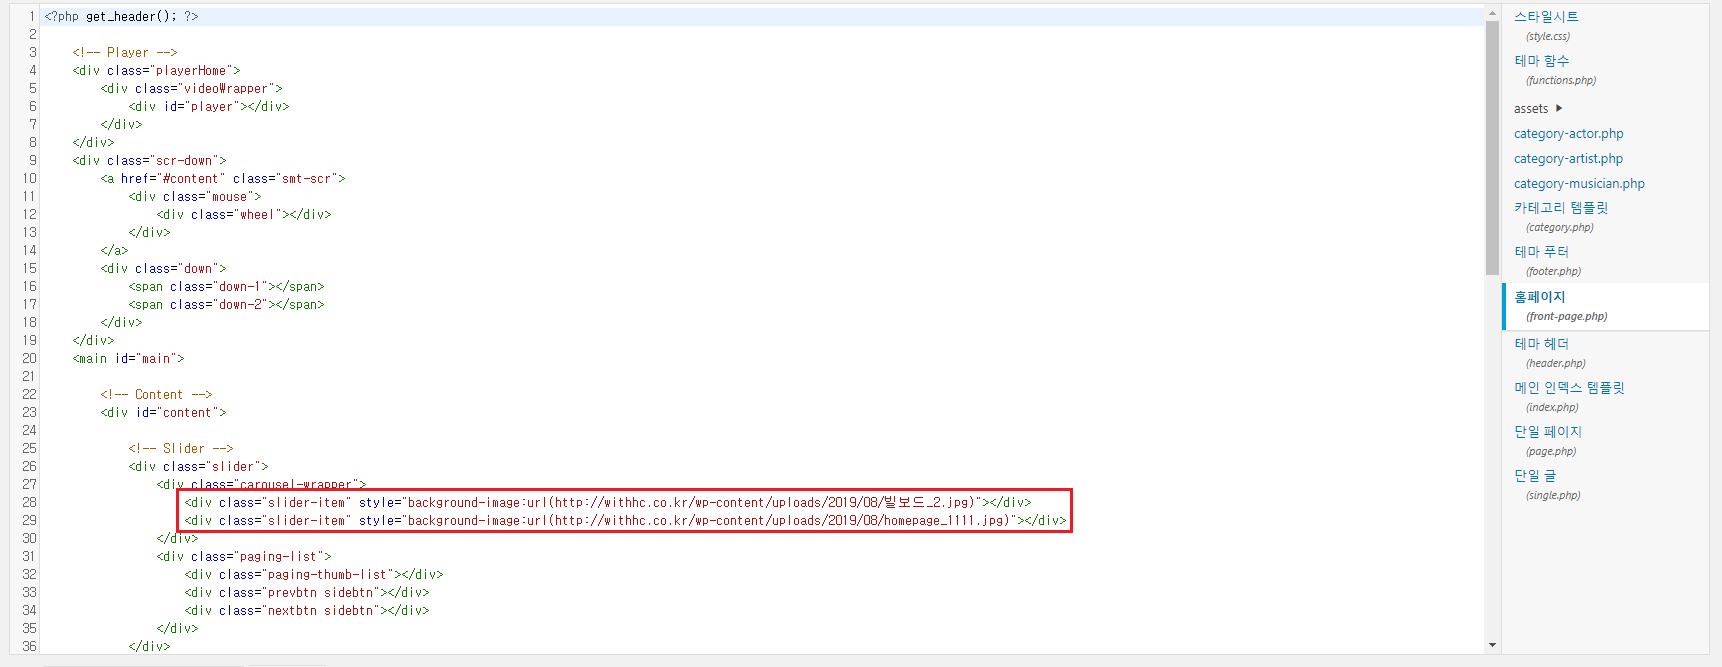 1 <?php get_header(); ?>
2
3 <!-- Player -->
4 <div class="playerHome">
5 <div class="videoWrapper">
6 <div id="player"></div>
7 </div>
8 </div>
9 <div class="scr-down">
10 <a href="#content" class="smt-scr">
11 <div class="mouse">
12 <div class="wheel"></div>
13 </div>
14 </a>
15 <div class="down">
16 <span class="down-1"></span>
17 <span class="down-2"></span>
18 </div>
19 </div>
20 <main id="main">
21
22 <!-- Content -->
23 <div id="content">
24
25 <!-- Slider -->
26 <div class="slider">
27 <div class="carousel-wrapper">
28 <div class="slider-item" style="background-image:url(http://withhc.co.kr/wp-content/uploads/2019/08/빌보드_2.jpg)"></div>
29 <div class="slider-item" style="background-image:url(http://withhc.co.kr/wp-content/uploads/2019/08/homepage_1111.jpg)"></div>
30 </div>
31 <div class="paging-list">
32 <div class="paging-thumb-list"></div>
33 <div class="prevbtn sidebtn"></div>
34 <div class="nextbtn sidebtn"></div>
35 </div>
36 </div>
스타일시트
(style.css)
테마 함수
(functions.php)
assets ▶
category-actor.php
category-artist.php
category-musician.php
카테고리 템플릿
(category.php)
테마 푸터
(footer.php)
홈페이지
(front-page.php)
테마 헤더
(header.php)
메인 인덱스 템플릿
(index.php)
단일 페이지
(page.php)
단일 글
(single.php)